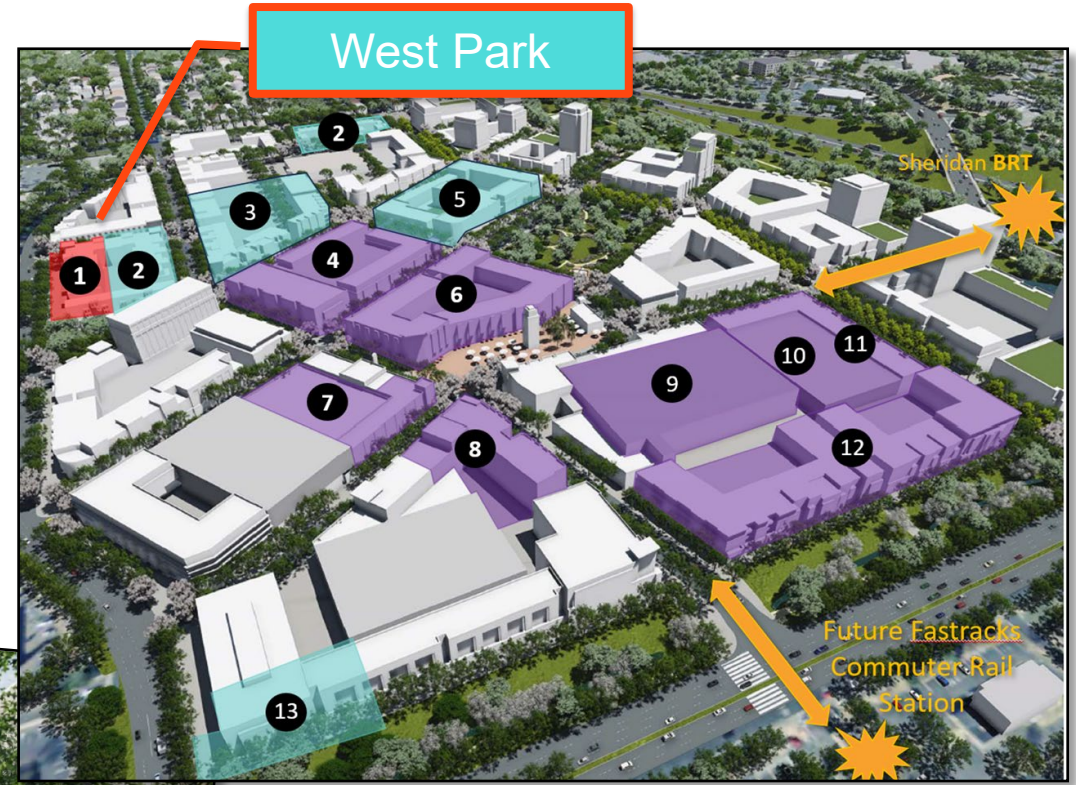 West Park
2
Sheridan BRT
3
5
1
2
4
6
11
10
9
7
8
12
Future Fastracks
Commuter Rail
Station
13